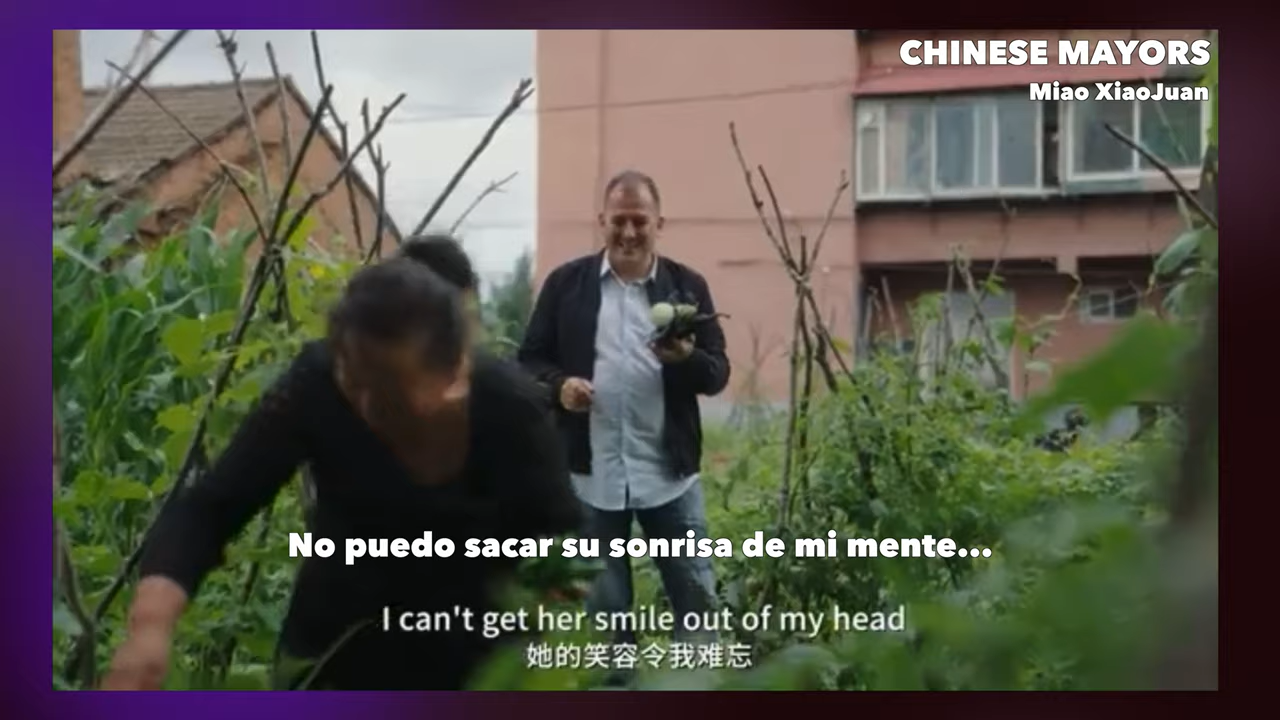 CHINESE MAYORS
Miao XiaoJuan
No puedo sacar su sonrisa de mi mente...
I can't get her smile out of my head
她的笑容令我难忘